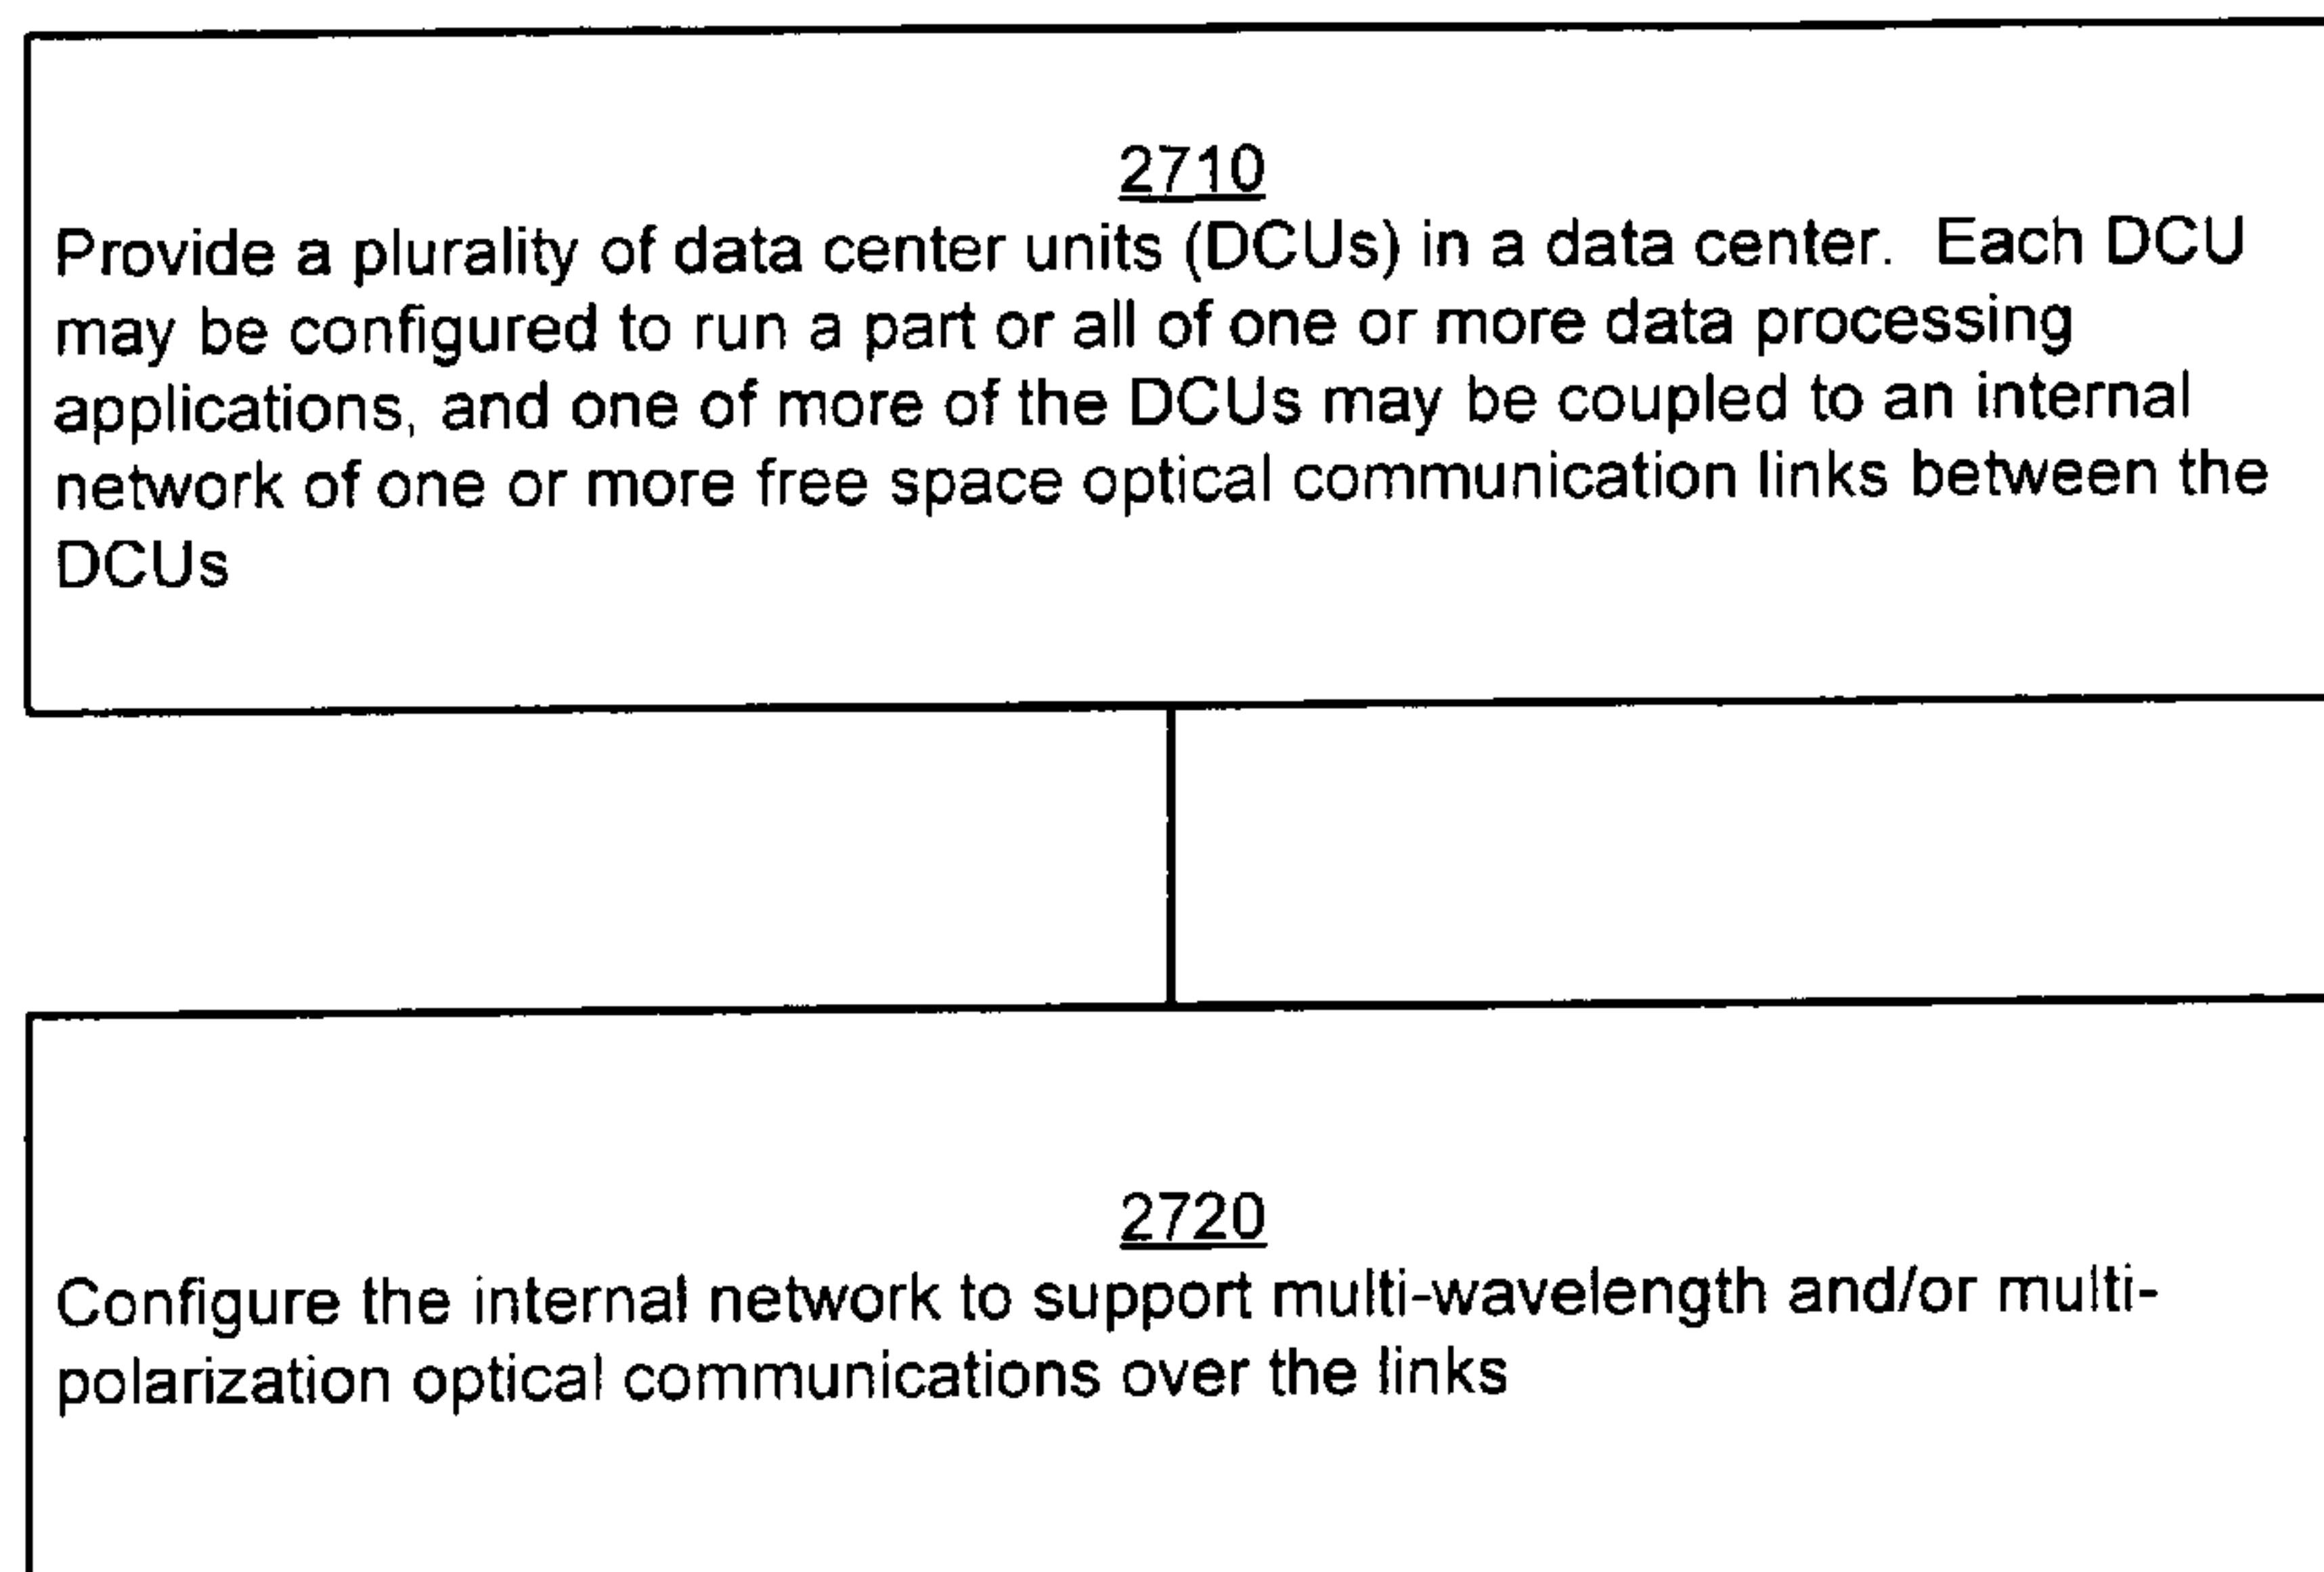 2710
Provide a plurality of data center units (DCUs) in a data center. Each DCU
may be configured to run a part or all of one or more data processing
applications, and one of more of the DCUs may be coupled to an internal
network of one or more free space optical communication links between the
DCUs
2720
Configure the internal network to support multi-wavelength and/or multi-
polarization optical communications over the links